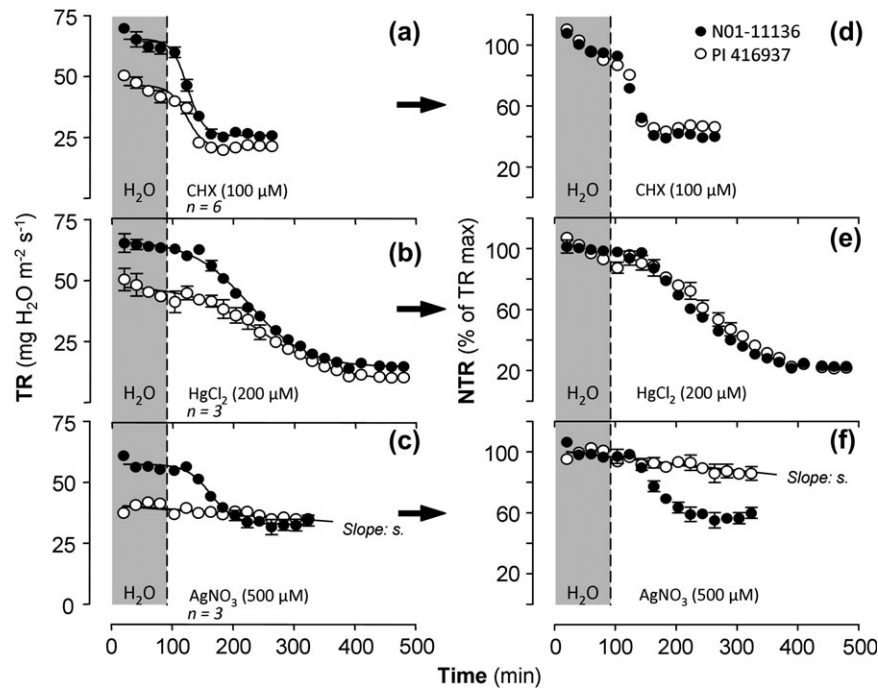 (a)
(d)
N01-11136
PI 416937
75
50
25
0
100
60
20
H₂O
CHX (100 µM)
n = 6
H₂O
CHX (100 µM)
(b)
(e)
75
50
25
0
100
60
20
H₂O
HgCl₂ (200 µM)
n = 3
H₂O
HgCl₂ (200 µM)
(c)
(f)
75
50
25
0
100
60
20
Slope: s.
Slope: s.
H₂O
AgNO₃ (500 µM)
n = 3
H₂O
AgNO₃ (500 µM)
TR (mg H₂O m⁻² s⁻¹)
NTR (% of TR max)
0 100 200 300 400 500
0 100 200 300 400 500
Time (min)